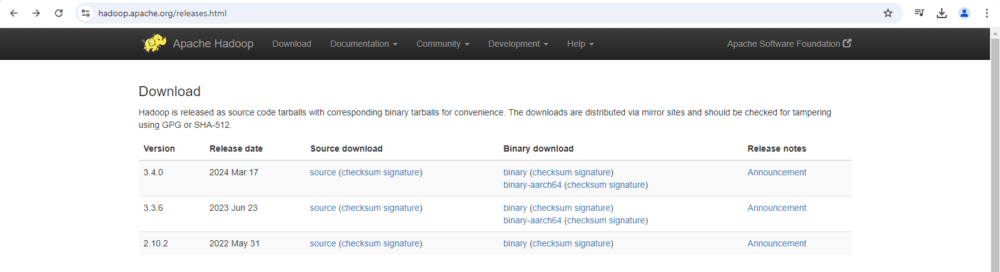 hadoop.apache.org/releases.html
Apache Hadoop Download Documentation Community Development Help Apache Software Foundation
Download
Hadoop is released as source code tarballs with corresponding binary tarballs for convenience. The downloads are distributed via mirror sites and should be checked for tampering
using GPG or SHA-512.
Version Release date Source download Binary download Release notes
3.4.0 2024 Mar 17 source (checksum signature) binary (checksum signature) Announcement
binary-aarch64 (checksum signature)
3.3.6 2023 Jun 23 source (checksum signature) binary (checksum signature) Announcement
binary-aarch64 (checksum signature)
2.10.2 2022 May 31 source (checksum signature) binary (checksum signature) Announcement